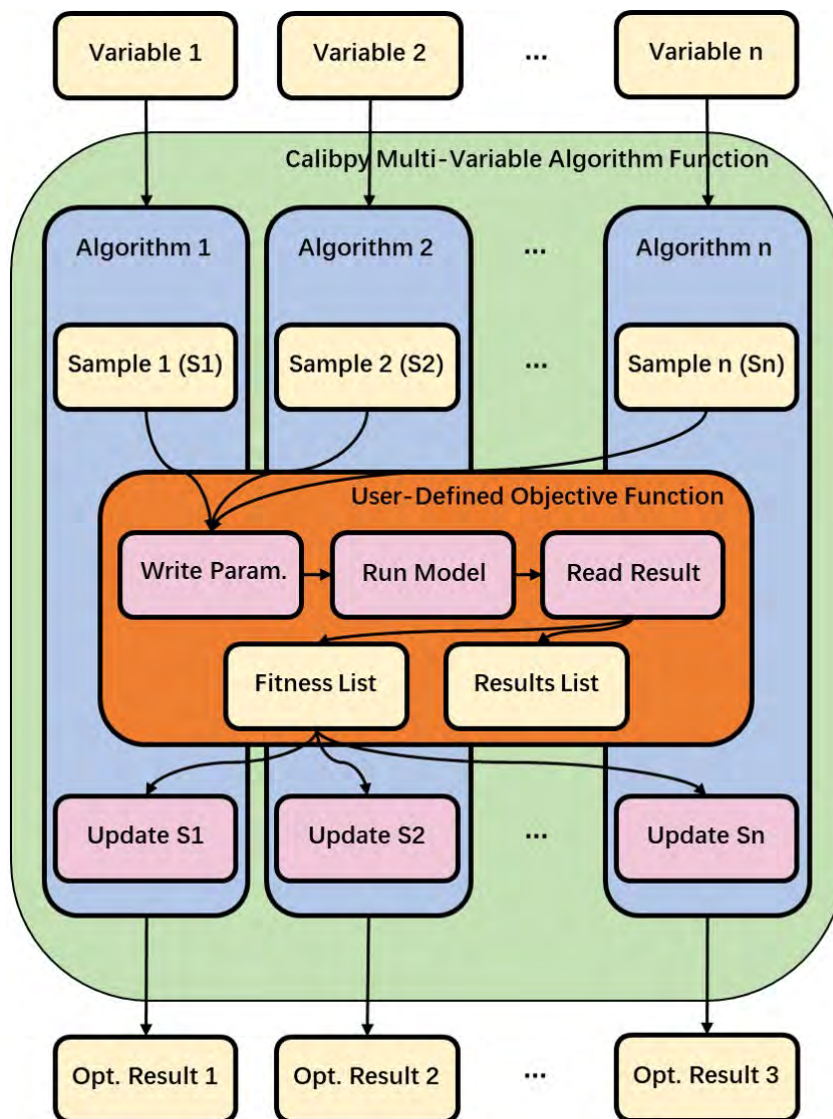 Variable 1
Variable 2
...
Variable n
Calibpy Multi-Variable Algorithm Function
Algorithm 1
Algorithm 2
...
Algorithm n
Sample 1 (S1)
Sample 2 (S2)
...
Sample n (Sn)
User-Defined Objective Function
Write Param.
Run Model
Read Result
Fitness List
Results List
Update S1
Update S2
...
Update Sn
Opt. Result 1
Opt. Result 2
...
Opt. Result 3